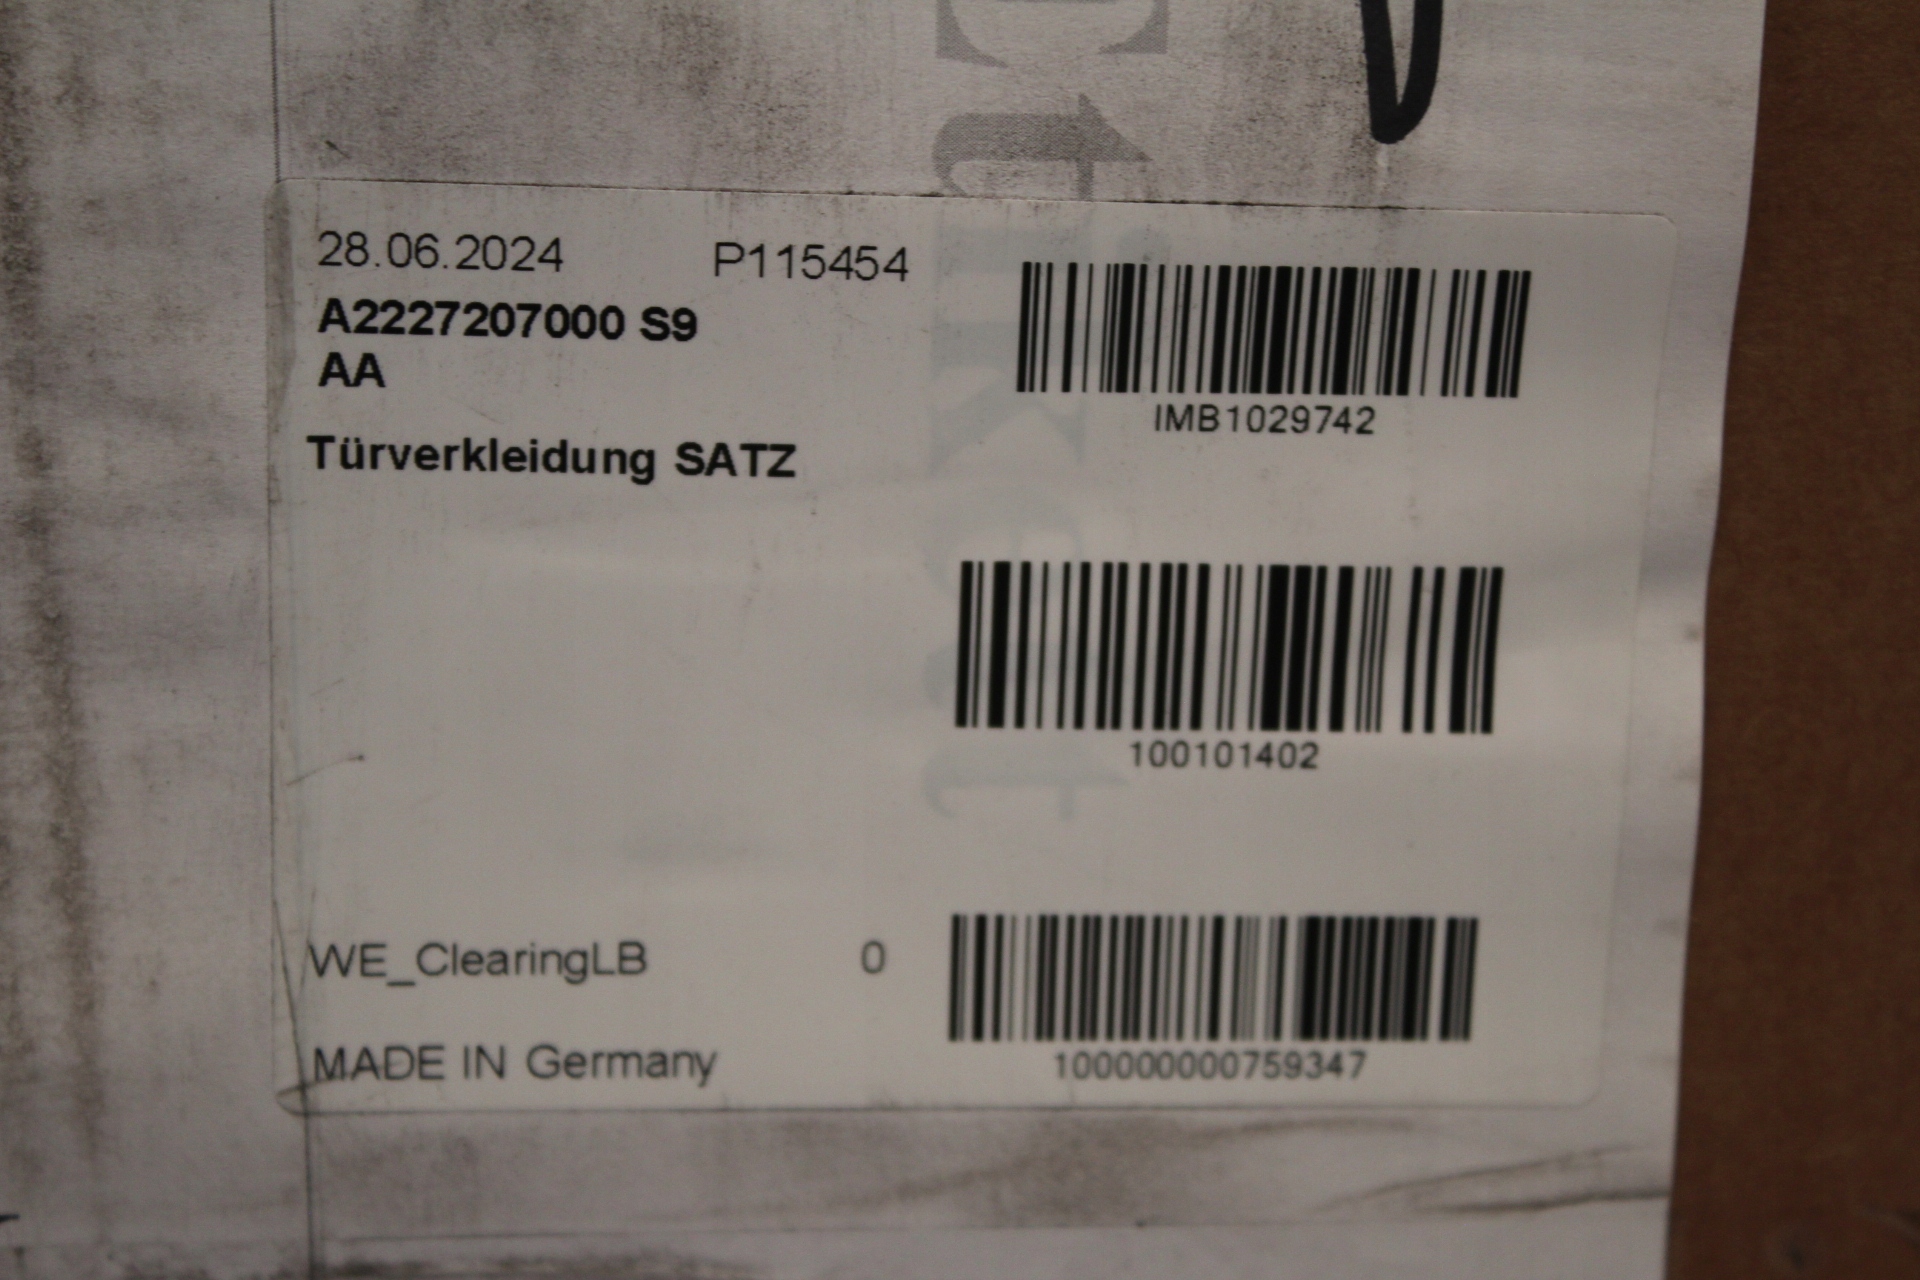 28.06.2024 P115454
A2227207000 S9
AA
IMB1029742
Türverkleidung SATZ
100101402
WE_ClearingLB 0
MADE IN Germany
100000000759347